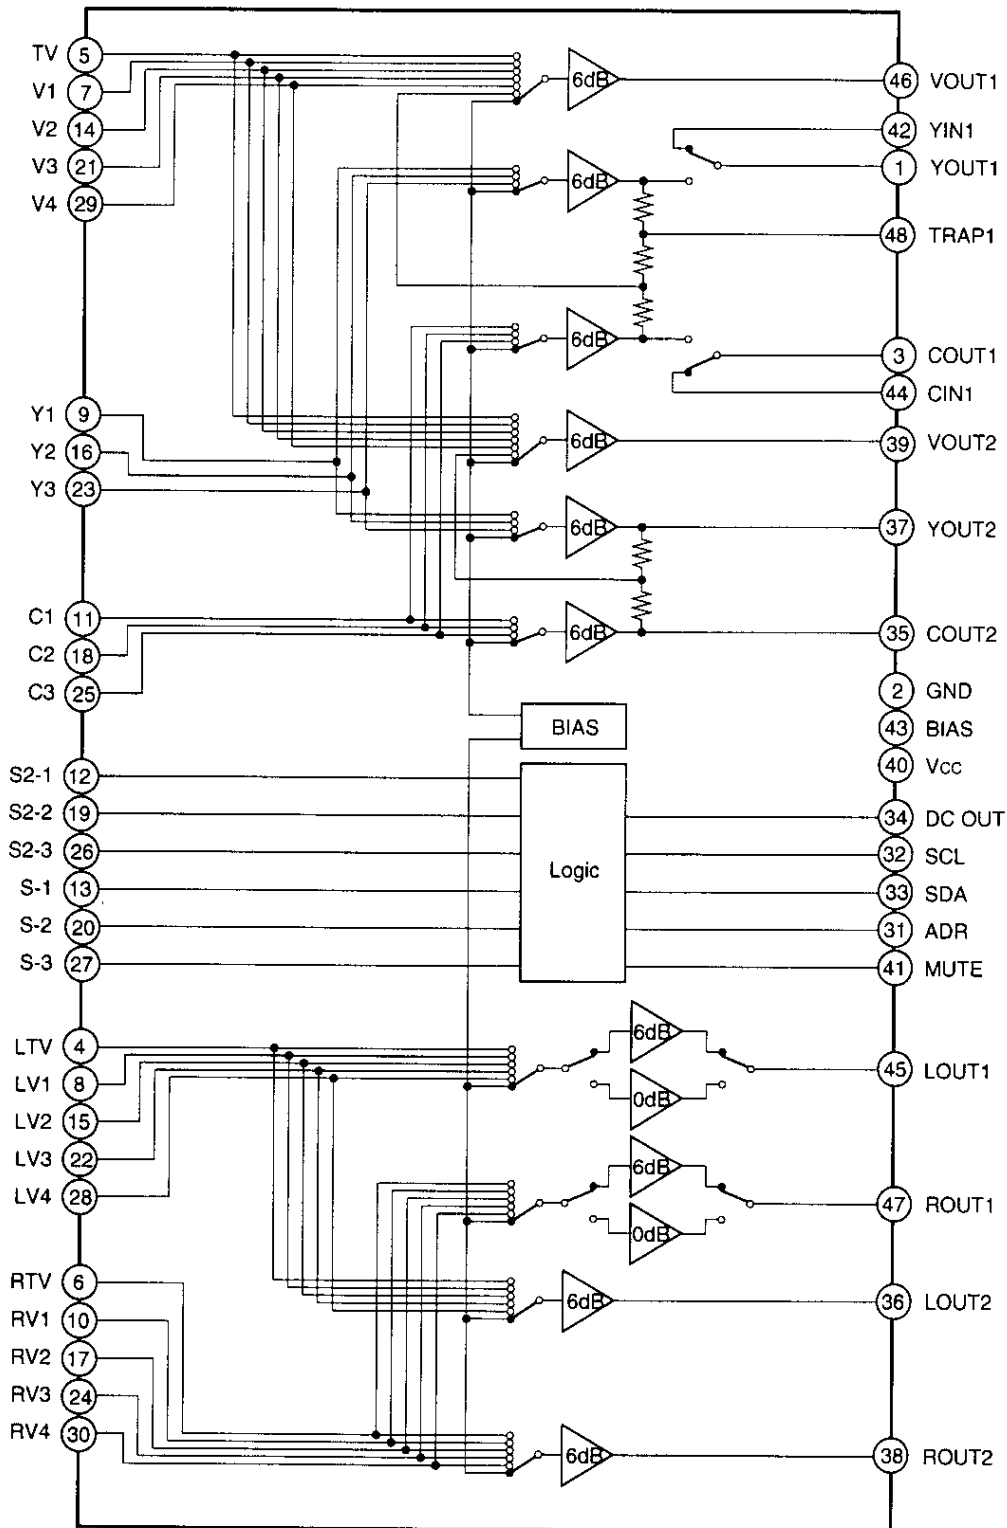 TV 5
V1 7
V2 14
V3 21
V4 29
Y1 9
Y2 16
Y3 23
C1 11
C2 18
C3 25
S2-1 12
S2-2 19
S2-3 26
S-1 13
S-2 20
S-3 27
LTV 4
LV1 8
LV2 15
LV3 22
LV4 28
RTV 6
RV1 10
RV2 17
RV3 24
RV4 30
6dB
6dB
6dB
6dB
6dB
6dB
BIAS
Logic
6dB
0dB
6dB
0dB
6dB
6dB
46 VOUT1
42 YIN1
1 YOUT1
48 TRAP1
3 COUT1
44 CIN1
39 VOUT2
37 YOUT2
35 COUT2
2 GND
43 BIAS
40 Vcc
34 DC OUT
32 SCL
33 SDA
31 ADR
41 MUTE
45 LOUT1
47 ROUT1
36 LOUT2
38 ROUT2